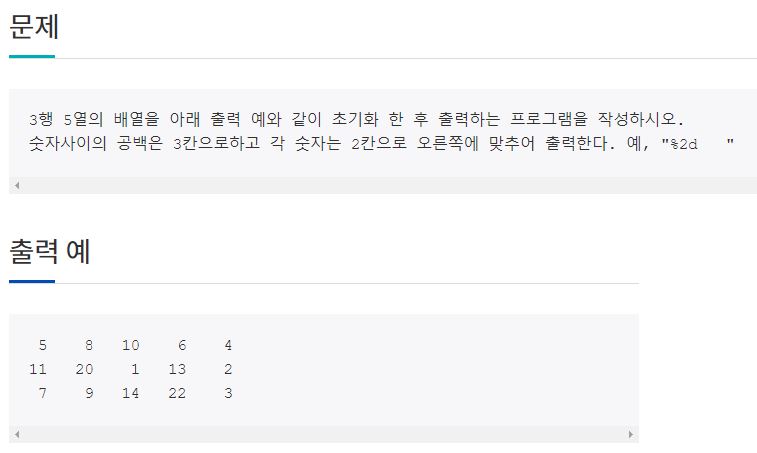 문제
3행 5열의 배열을 아래 출력 예와 같이 초기화 한 후 출력하는 프로그램을 작성하시오.
숫자사이의 공백은 3칸으로하고 각 숫자는 2칸으로 오른쪽에 맞추어 출력한다. 예, "%2d   "
출력 예
 5    8   10    6    4
11   20    1   13    2
 7    9   14   22    3